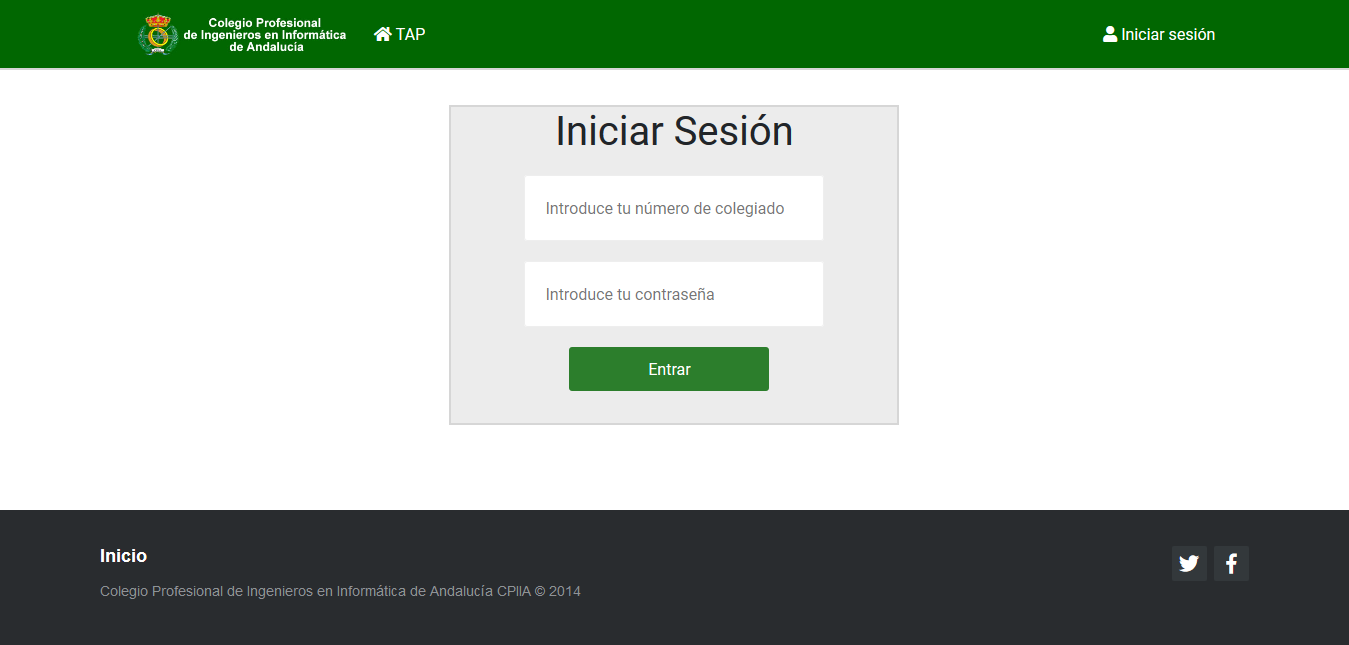 Colegio Profesional
de Ingenieros en Informática
de Andalucía
TAP
Iniciar sesión
Iniciar Sesión
Introduce tu número de colegiado
Introduce tu contraseña
Entrar
Inicio
Colegio Profesional de Ingenieros en Informática de Andalucía CPIIA © 2014